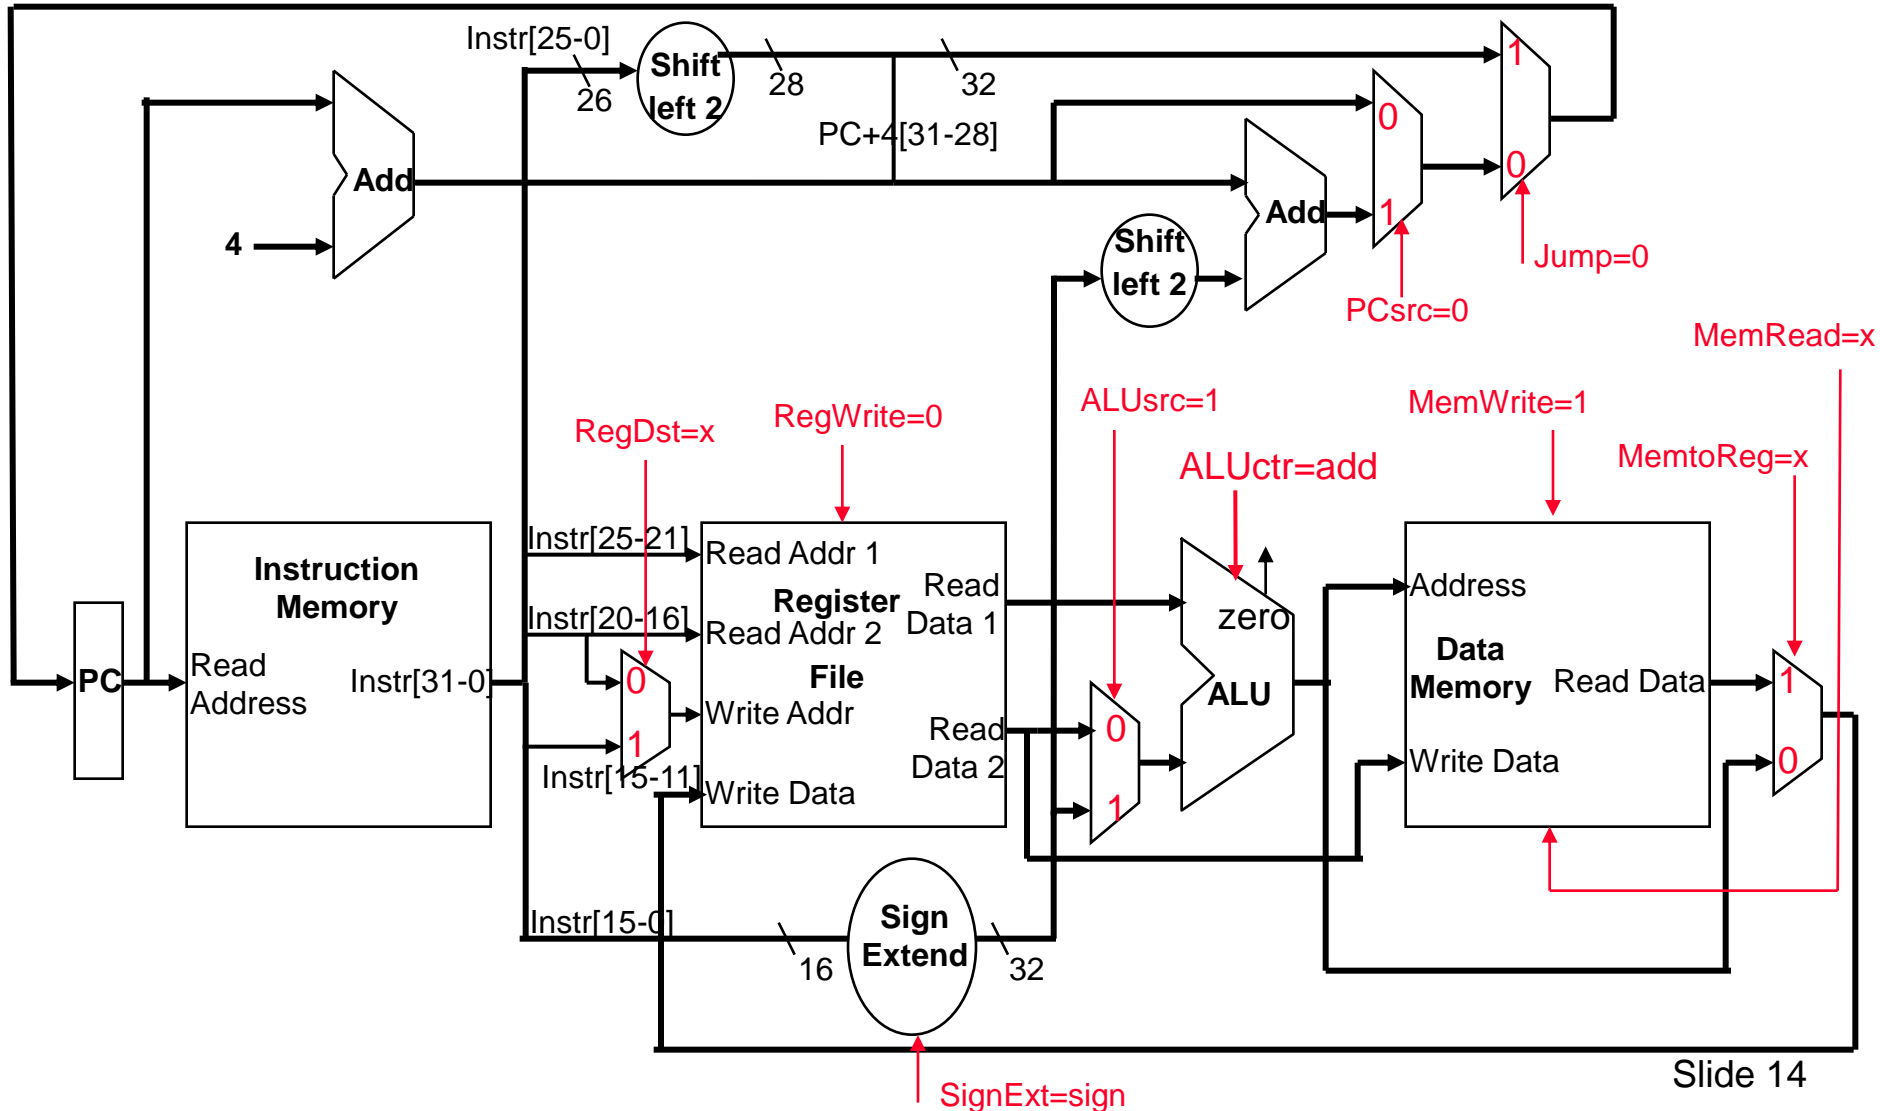 Instr[25-0]
26
Shift
left 2
28
32
PC+4[31-28]
1
0
0
1
Add
Add
4
Shift
left 2
Jump=0
PCsrc=0
MemRead=x
RegDst=x
RegWrite=0
ALUsrc=1
MemWrite=1
ALUctr=add
MemtoReg=x
Instruction
Memory
Read
Address
Instr[31-0]
PC
Instr[25-21]
Instr[20-16]
Instr[15-11]
0
1
Read Addr 1
Register
Read Addr 2
File
Write Addr
Write Data
Read
Data 1
Read
Data 2
0
1
zero
ALU
Address
Data
Memory
Read Data
Write Data
1
0
Instr[15-0]
16
Sign
Extend
32
SignExt=sign
Slide 14